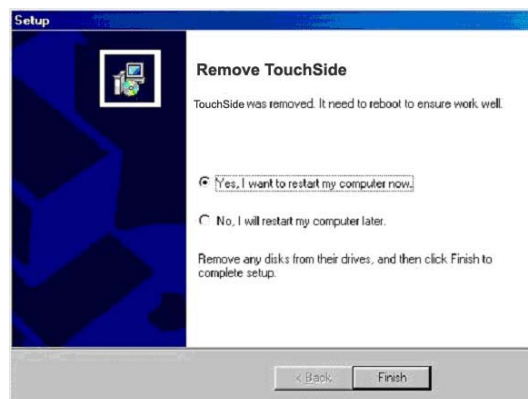 Setup
Remove TouchSide
TouchSide was removed. It need to reboot to ensure work well.
Yes, I want to restart my computer now.
No, I will restart my computer later.
Remove any disks from their drives, and then click Finish to
complete setup.
< Back
Finish